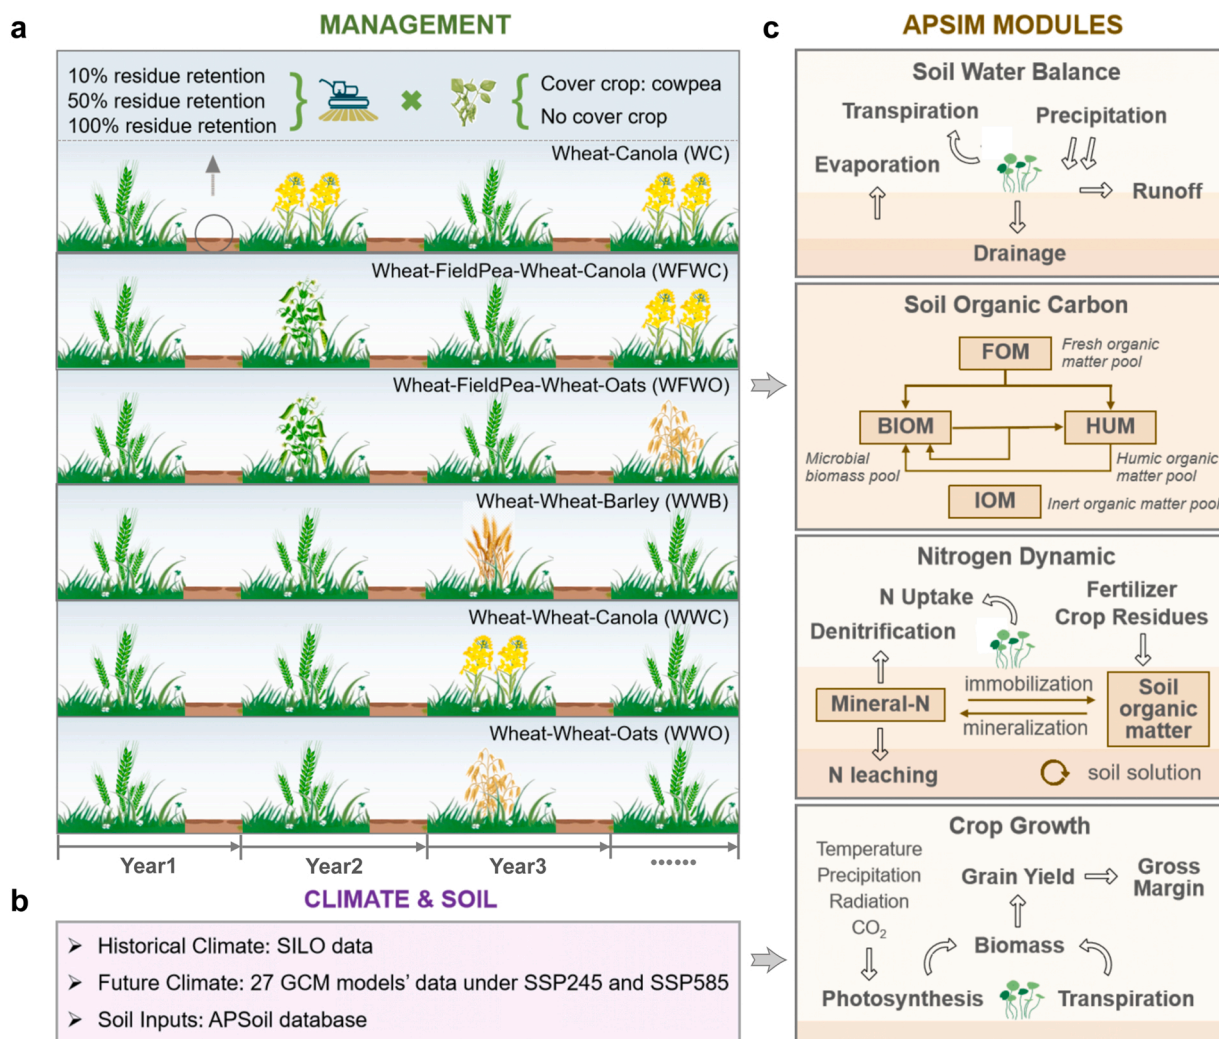 a
MANAGEMENT
10% residue retention
50% residue retention
100% residue retention
Cover crop: cowpea
No cover crop
Wheat-Canola (WC)
Wheat-FieldPea-Wheat-Canola (WFWC)
Wheat-FieldPea-Wheat-Oats (WFWO)
Wheat-Wheat-Barley (WWB)
Wheat-Wheat-Canola (WWC)
Wheat-Wheat-Oats (WWO)
Year1
Year2
Year3
······
b
CLIMATE & SOIL
➢ Historical Climate: SILO data
➢ Future Climate: 27 GCM models' data under SSP245 and SSP585
➢ Soil Inputs: APSoil database
c
APSIM MODULES
Soil Water Balance
Transpiration
Precipitation
Evaporation
Runoff
Drainage
Soil Organic Carbon
FOM
Fresh organic
matter pool
BIOM
HUM
Microbial
biomass pool
Humic organic
matter pool
IOM
Inert organic matter pool
Nitrogen Dynamic
N Uptake
Fertilizer
Crop Residues
Denitrification
Mineral-N
immobilization
mineralization
Soil
organic
matter
N leaching
soil solution
Crop Growth
Temperature
Precipitation
Radiation
CO₂
Grain Yield
Gross
Margin
Biomass
Photosynthesis
Transpiration